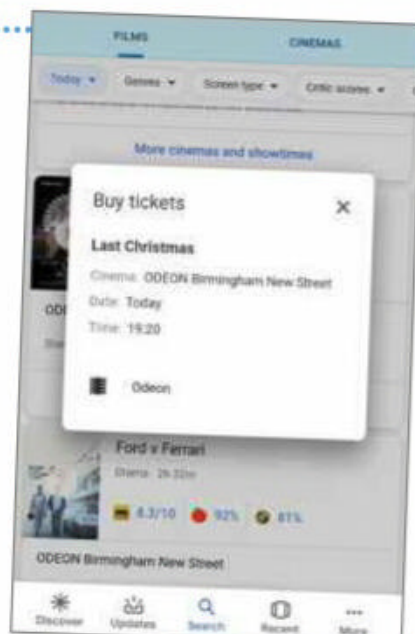 FILMS
CINEMAS
Today
Genres
Screen type
Critic scores
More cinemas and showtimes
Buy tickets
Last Christmas
Cinema: ODEON Birmingham New Street
Date: Today
Time: 19:20
Odeon
Ford v Ferrari
Drama 2h 32m
8.3/10
92%
81%
ODEON Birmingham New Street
Discover
Updates
Search
Recent
More